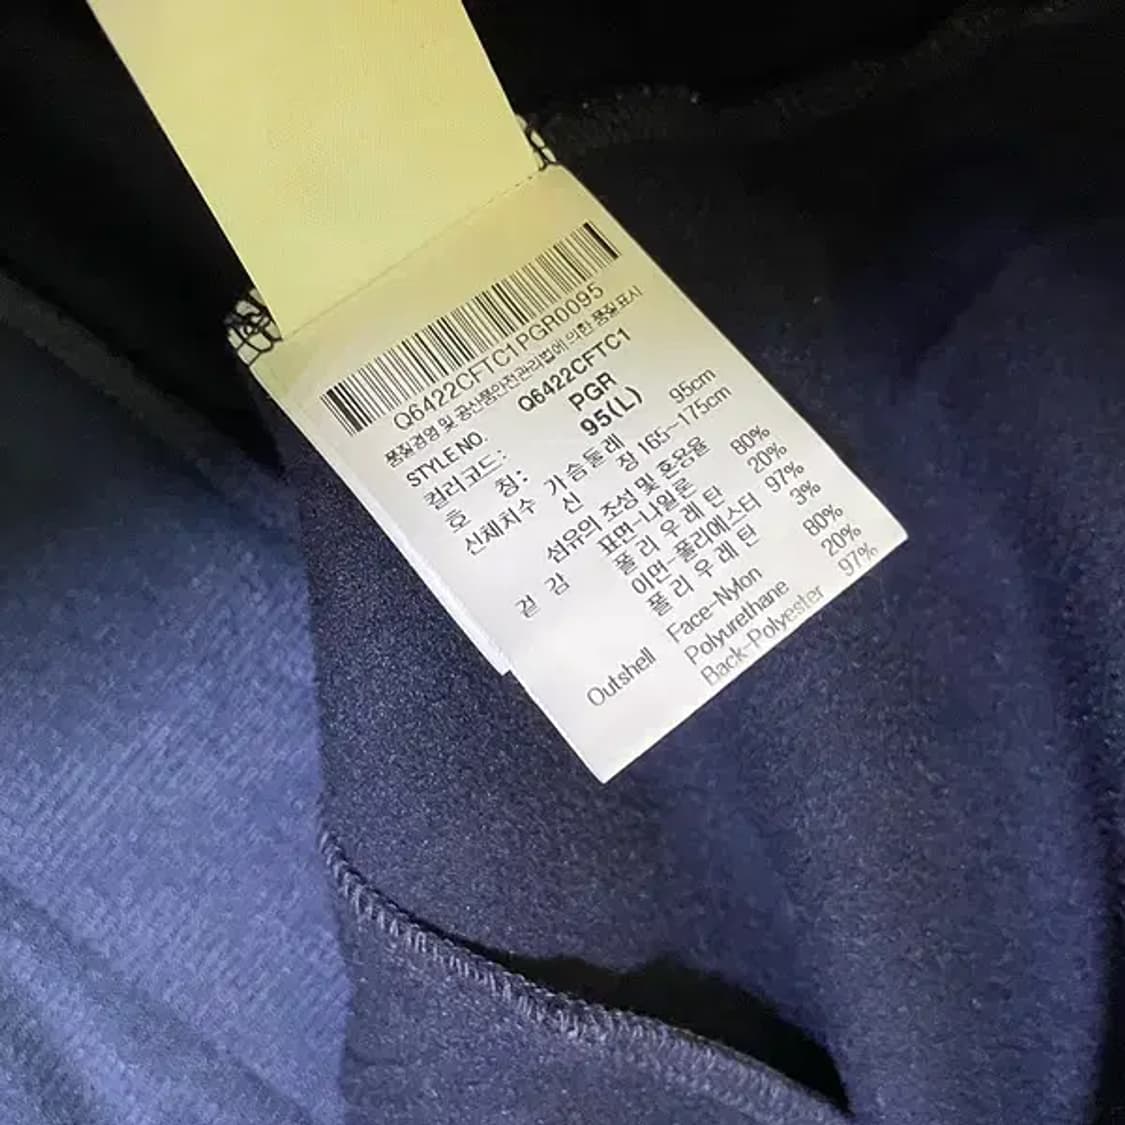 Q6422CFTC1PGR0095
품질경영 및 공산품안전관리법에 의한 품질표시
STYLE NO. Q6422CFTC1
컬러코드: PGR
호 칭: 95(L)
신체치수 가슴둘레 95cm
신 장 165-175cm
섬유의 조성 및 혼용율
겉 감 표면-나일론 80%
폴 리 우 레 탄 20%
이면-폴리에스터 97%
폴 리 우 레 탄 3%
Outshell Face-Nylon 80%
Polyurethane 20%
Back-Polyester 97%